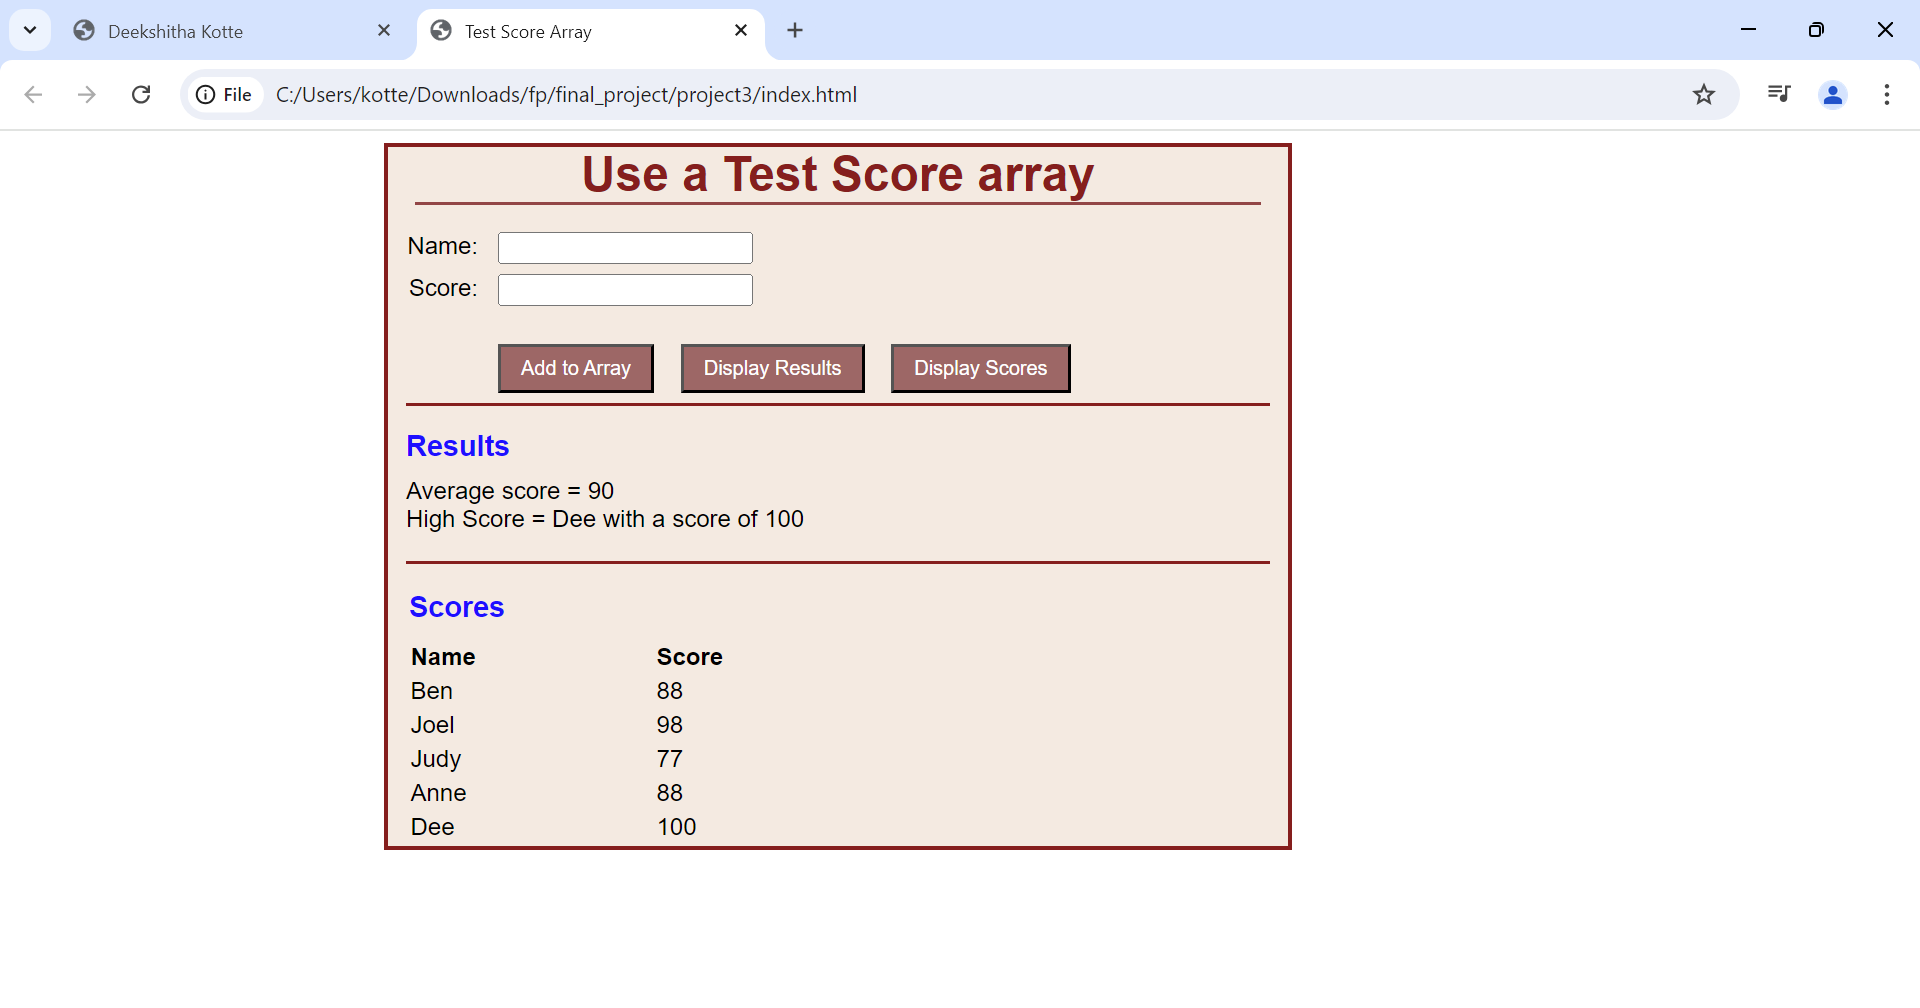 Deekshitha Kotte
Test Score Array
File C:/Users/kotte/Downloads/fp/final_project/project3/index.html
Use a Test Score array
Name:
Score:
Add to Array Display Results Display Scores
Results
Average score = 90
High Score = Dee with a score of 100
Scores
Name Score
Ben 88
Joel 98
Judy 77
Anne 88
Dee 100